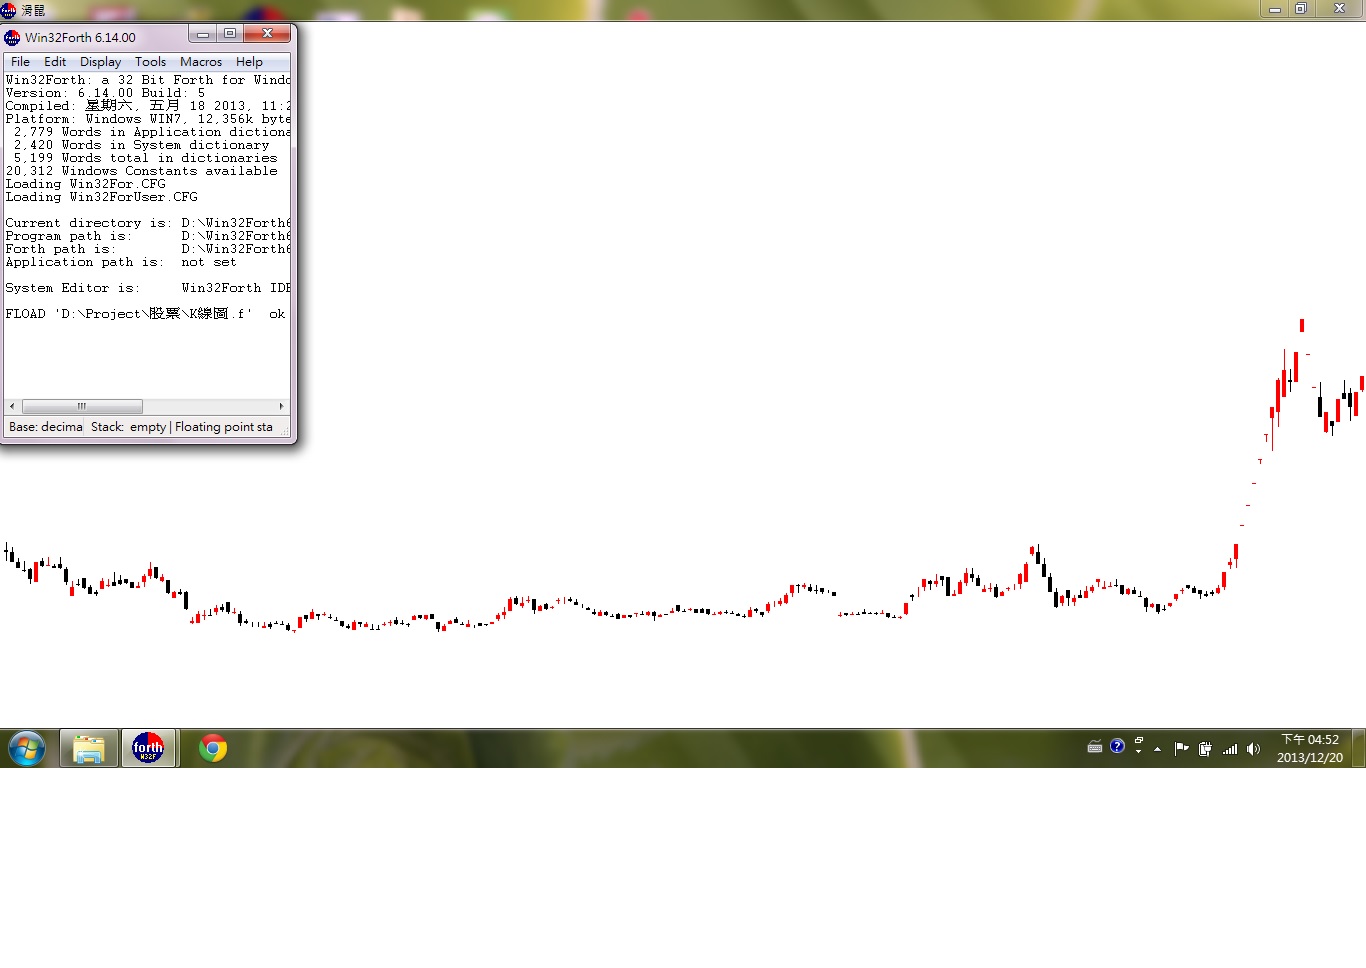 滑鼠
Win32Forth 6.14.00
File Edit Display Tools Macros Help
Win32Forth: a 32 Bit Forth for Windo
Version: 6.14.00 Build: 5
Compiled: 星期六, 五月 18 2013, 11:2
Platform: Windows WIN7, 12,356k byte
2,779 Words in Application dictiona
2,420 Words in System dictionary
5,199 Words total in dictionaries
20,312 Windows Constants available
Loading Win32For.CFG
Loading Win32ForUser.CFG
Current directory is: D:\Win32Forth6
Program path is: D:\Win32Forth6
Forth path is: D:\Win32Forth6
Application path is: not set
System Editor is: Win32Forth IDE
FLOAD 'D:\Project\股票\K線圖.f' ok
Base: decima Stack: empty | Floating point sta
forth
W32F
下午 04:52
2013/12/20